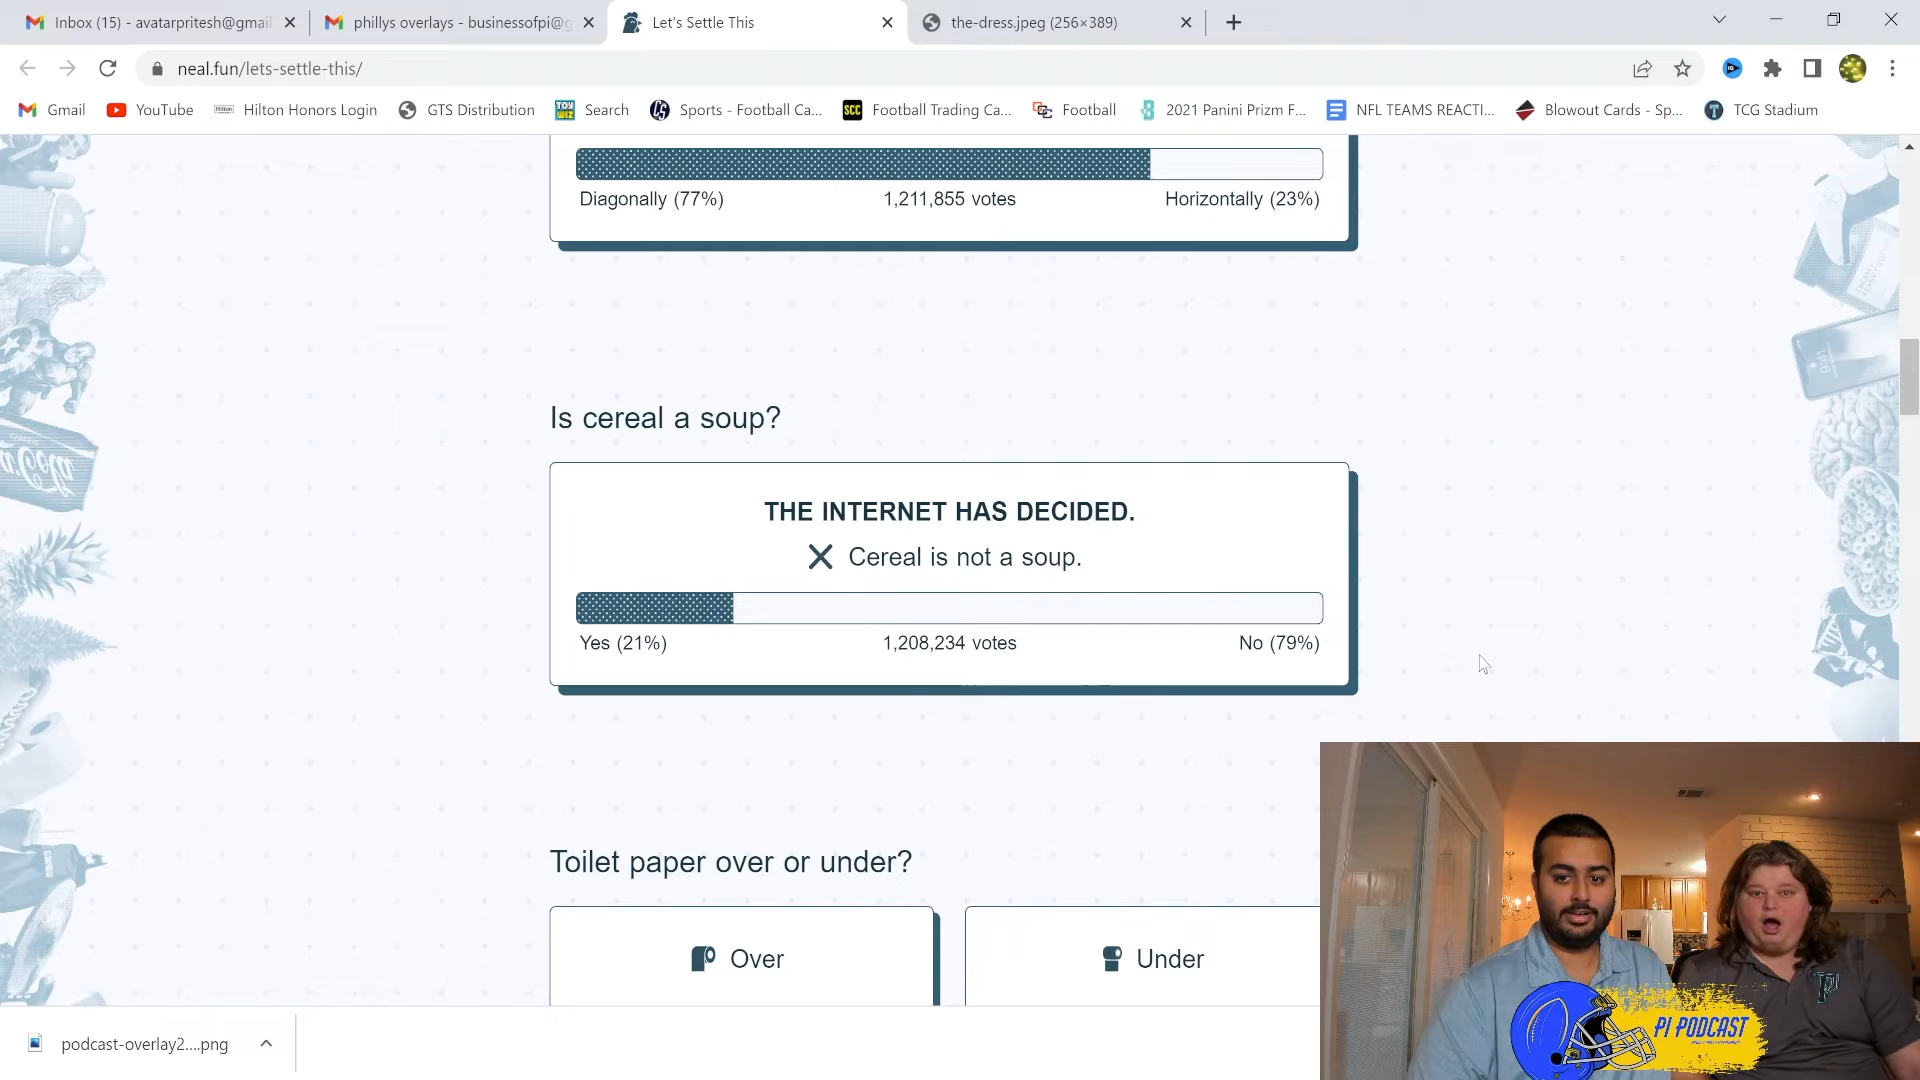 Inbox (15) - avatarpritesh@gmail
phillys overlays - businessofpi@g
Let's Settle This
the-dress.jpeg (256×389)
neal.fun/lets-settle-this/
Gmail
YouTube
Hilton
Hilton Honors Login
GTS Distribution
TOY WIZ
Search
Sports - Football Ca...
SCC
Football Trading Ca...
Football
2021 Panini Prizm F...
NFL TEAMS REACTI...
Blowout Cards - Sp...
T
TCG Stadium
Diagonally (77%)
1,211,855 votes
Horizontally (23%)
Is cereal a soup?
THE INTERNET HAS DECIDED.
Cereal is not a soup.
Yes (21%)
1,208,234 votes
No (79%)
Toilet paper over or under?
Over
Under
PI PODCAST
podcast-overlay2....png